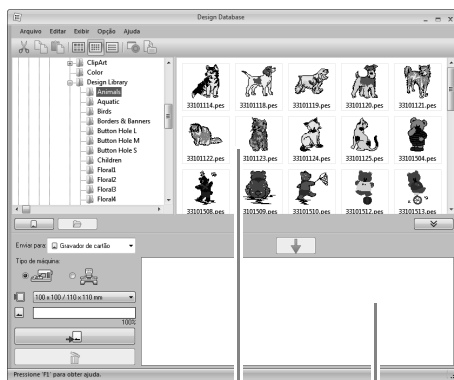 Design Database
Arquivo Editar Exibir Opção Ajuda
ClipArt
Color
Design Library
Animals
Aquatic
Birds
Borders & Banners
Button Hole L
Button Hole M
Button Hole S
Children
Floral1
Floral2
Floral3
Floral4
33101114.pes 33101118.pes 33101119.pes 33101120.pes 33101121.pes
33101122.pes 3101123.pes 33101124.pes 33101125.pes 33101504.pes
33101508.pes 3101509.pes 33101510.pes 33101512.pes 33101513.pes
Enviar para: Gravador de cartão
Tipo de máquina:
100 x 100 / 110 x 110 mm
100%
Pressione 'F1' para obter ajuda.